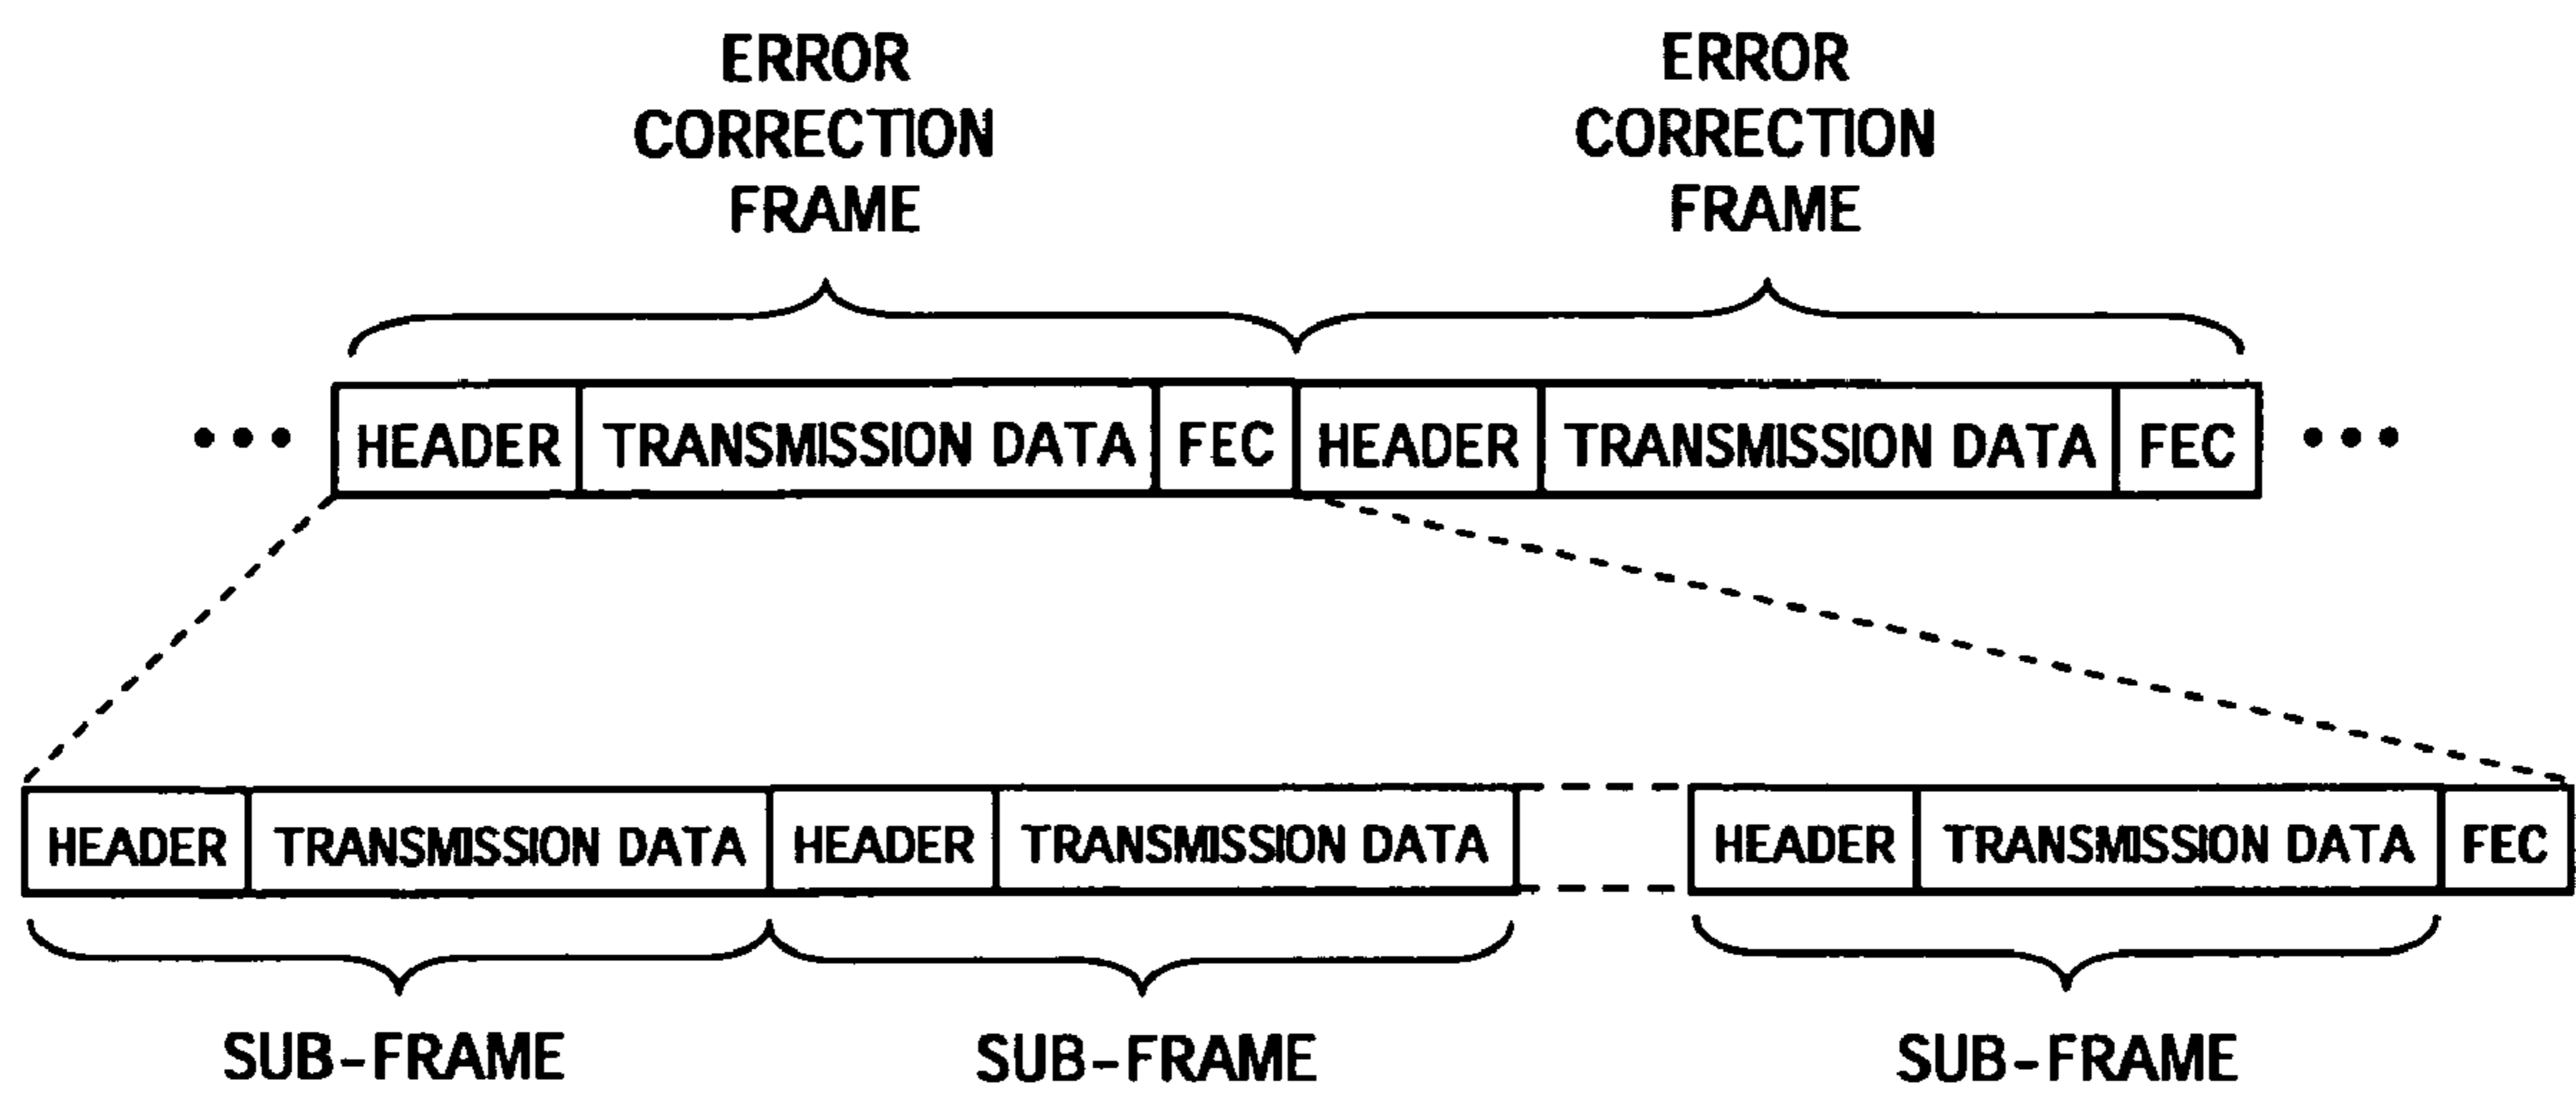 ERROR CORRECTION FRAME
ERROR CORRECTION FRAME
••• HEADER TRANSMISSION DATA FEC HEADER TRANSMISSION DATA FEC •••
HEADER TRANSMISSION DATA HEADER TRANSMISSION DATA HEADER TRANSMISSION DATA FEC
SUB-FRAME SUB-FRAME SUB-FRAME